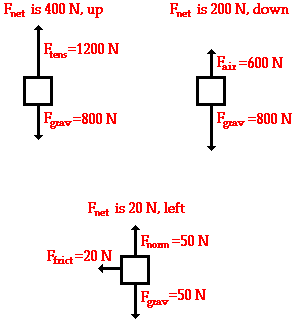 Fnet is 400 N, up
Ftens=1200 N
Fgrav=800 N
Fnet is 200 N, down
Fair=600 N
Fgrav=800 N
Fnet is 20 N, left
Fnorm=50 N
Ffrict=20 N
Fgrav=50 N